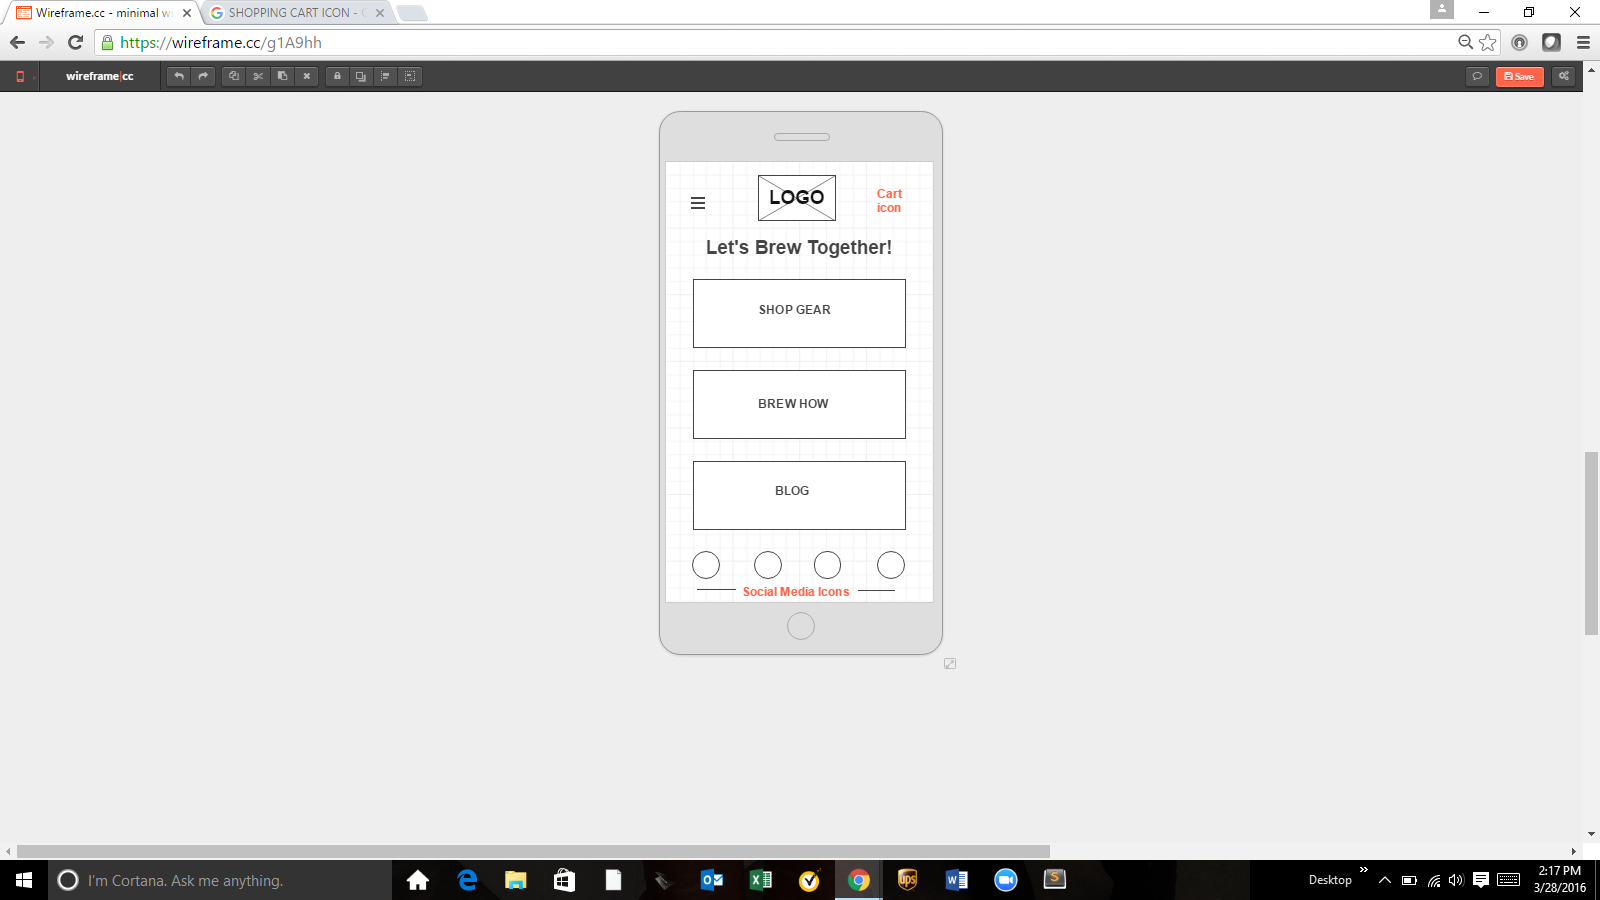 Wireframe.cc - minimal w
SHOPPING CART ICON -
https://wireframe.cc/g1A9hh
wireframe|cc
Save
LOGO
Cart
icon
Let's Brew Together!
SHOP GEAR
BREW HOW
BLOG
Social Media Icons
I'm Cortana. Ask me anything.
Desktop
2:17 PM
3/28/2016